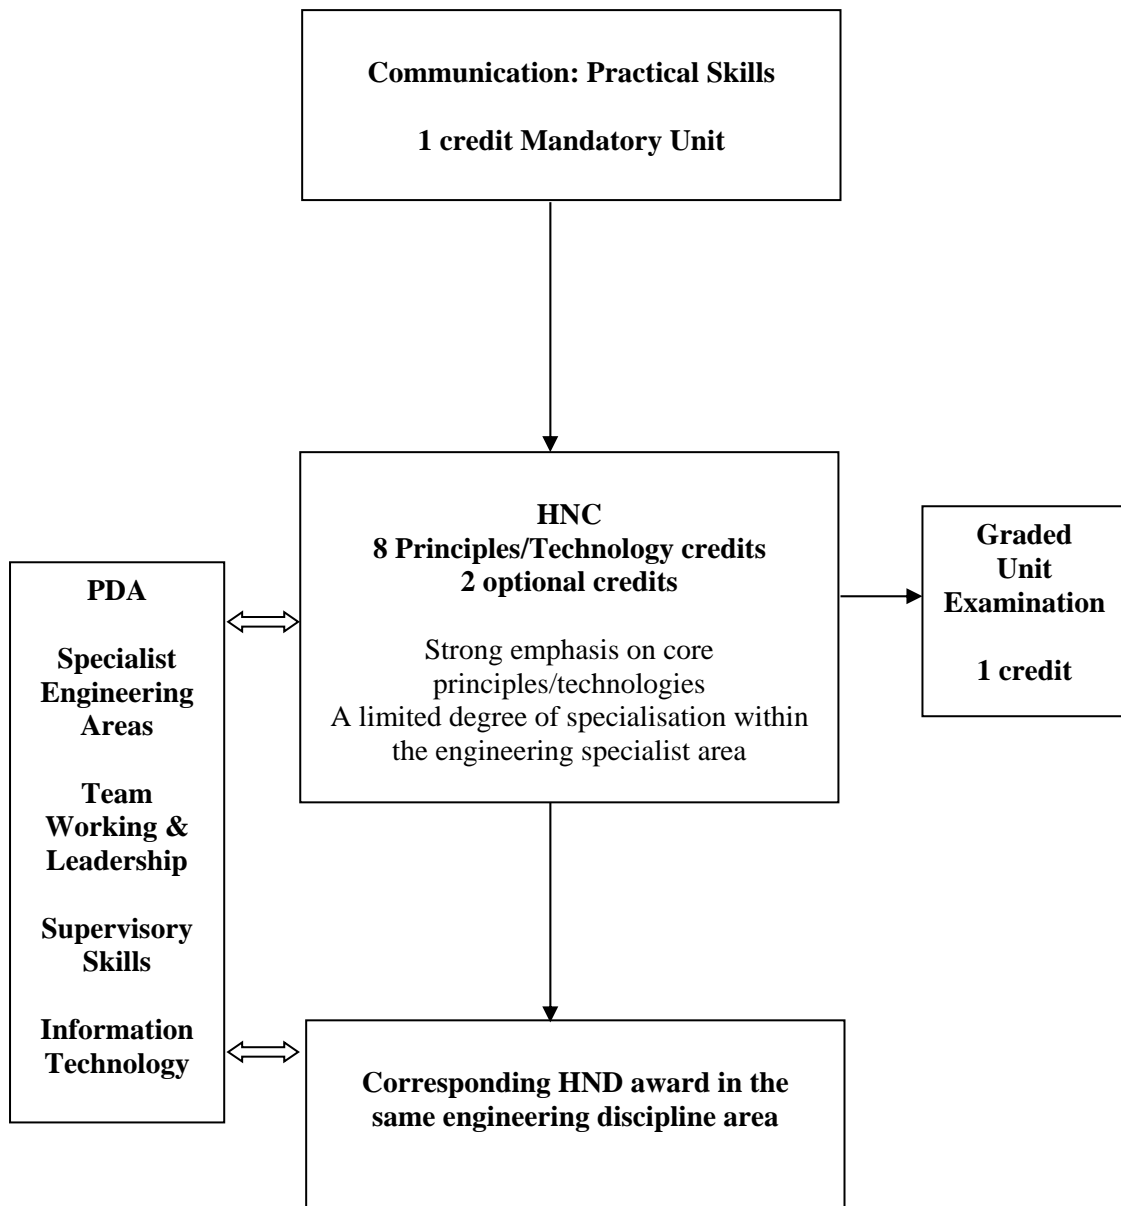 Communication: Practical Skills
1 credit Mandatory Unit
HNC
8 Principles/Technology credits
2 optional credits
Strong emphasis on core
principles/technologies
A limited degree of specialisation within
the engineering specialist area
Graded
Unit
Examination
1 credit
PDA
Specialist
Engineering
Areas
Team
Working &
Leadership
Supervisory
Skills
Information
Technology
Corresponding HND award in the
same engineering discipline area